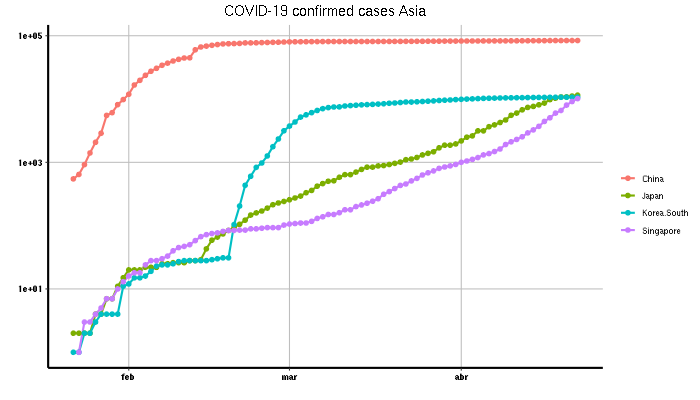 COVID-19 confirmed cases Asia
1e+05
1e+03
1e+01
feb
mar
abr
China
Japan
Korea.South
Singapore